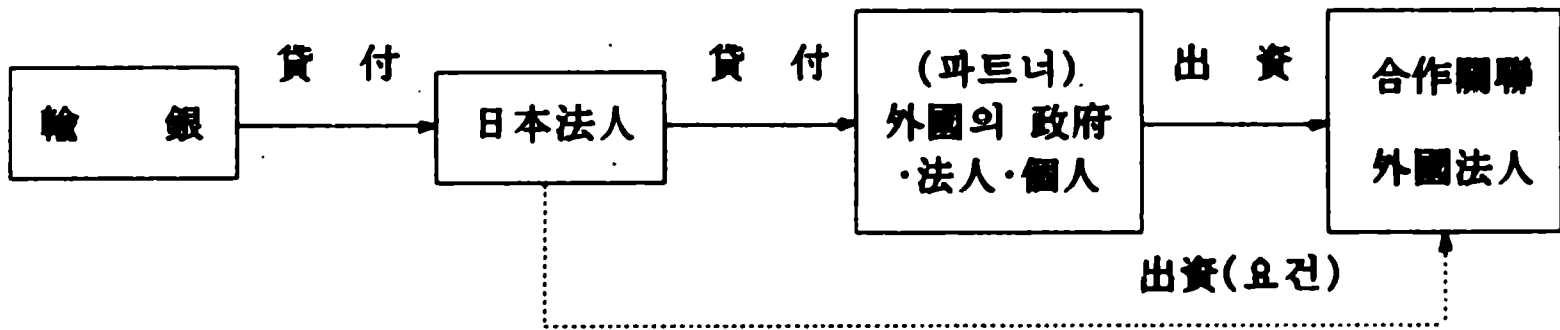 貸 付
貸 付
出 資
輸 銀
日本法人
(파트너)
外國의 政府
·法人·個人
合作關聯
外國法人
出資(요건)